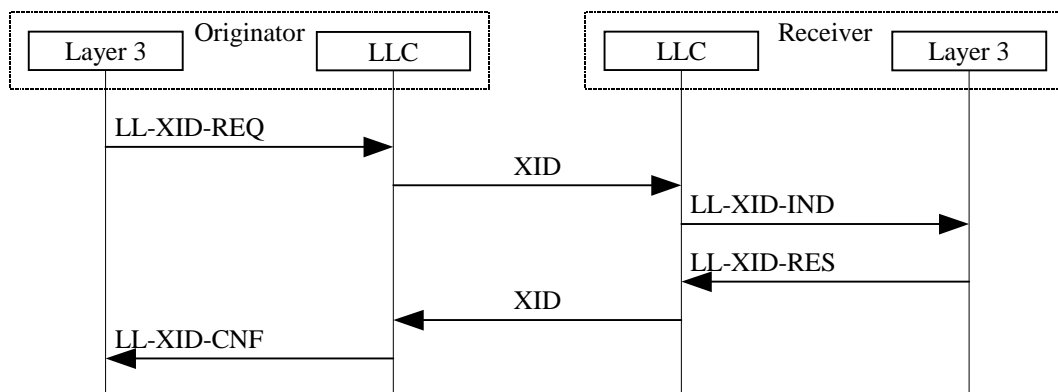 Originator
Receiver
Layer 3
LLC
LLC
Layer 3
LL-XID-REQ
XID
LL-XID-IND
LL-XID-RES
XID
LL-XID-CNF